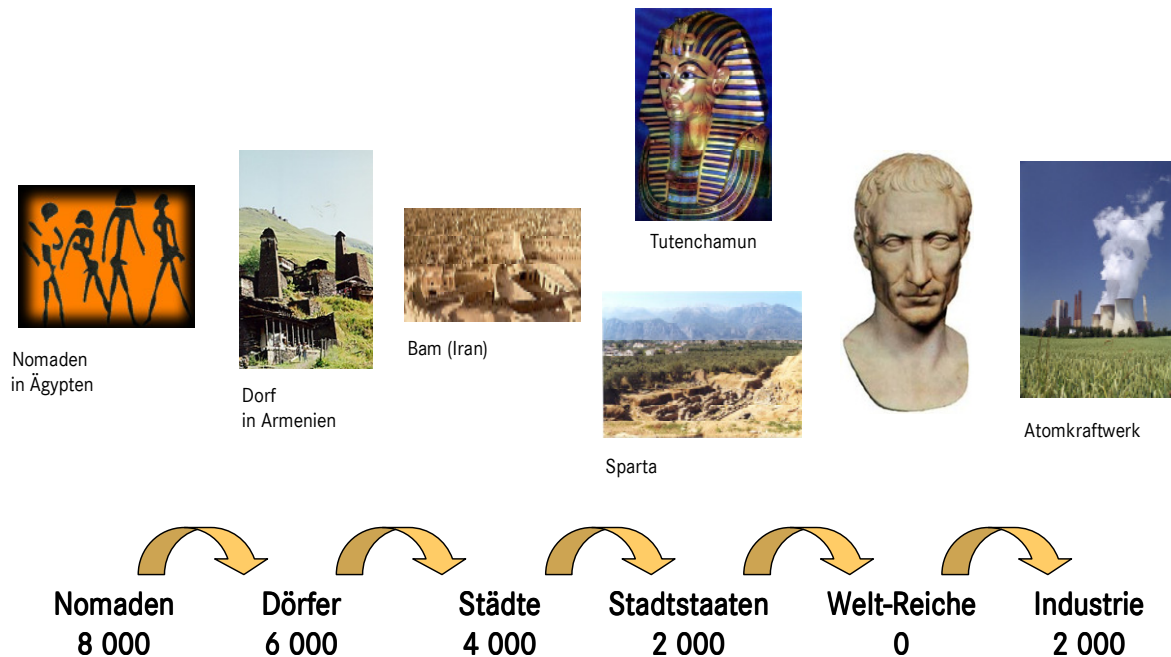 Tutenchamun
Nomaden
in Ägypten
Dorf
in Armenien
Bam (Iran)
Sparta
Atomkraftwerk
Nomaden
8 000
Dörfer
6 000
Städte
4 000
Stadtstaaten
2 000
Welt-Reiche
0
Industrie
2 000